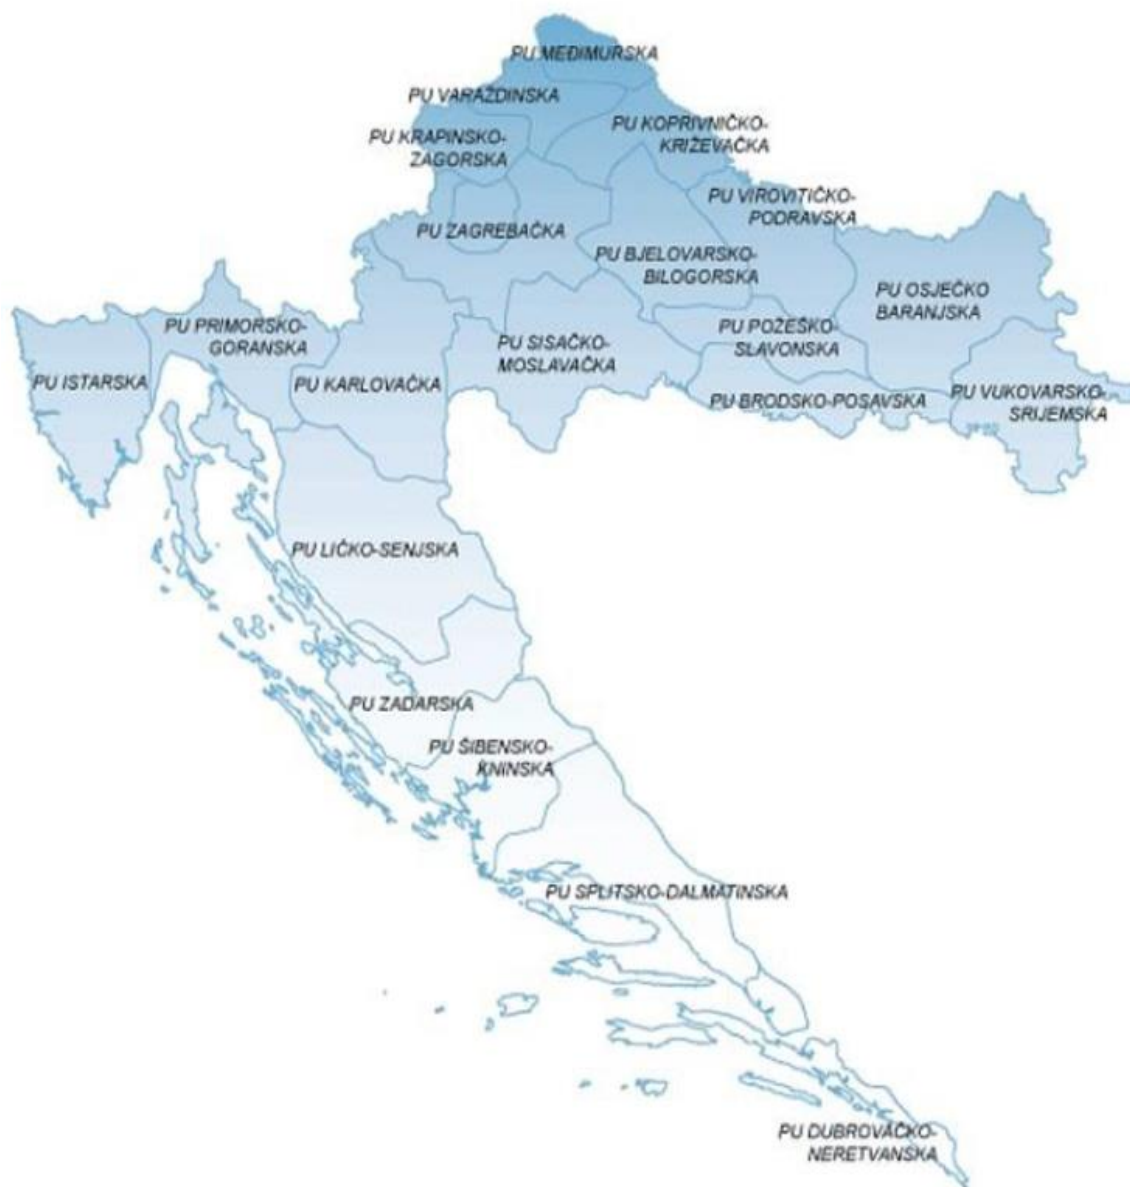 PU MEĐIMURSKA
PU VARAŽDINSKA
PU KOPRIVNIČKO-
KRIŽEVAČKA
PU KRAPINSKO-
ZAGORSKA
PU VIROVITIČKO-
PODRAVSKA
PU ZAGREBAČKA
PU BJELOVARSKO-
BILOGORSKA
PU OSJEČKO
BARANJSKA
PU PRIMORSKO-
GORANSKA
PU SISAČKO-
MOSLAVAČKA
PU POŽEŠKO-
SLAVONSKA
PU ISTARSKA
PU KARLOVAČKA
PU BRODSKO-POSAVSKA
PU VUKOVARSKO-
SRIJEMSKA
PU LIČKO-SENJSKA
PU ZADARSKA
PU ŠIBENSKO-
KNINSKA
PU SPLITSKO-DALMATINSKA
PU DUBROVAČKO-
NERETVANSKA